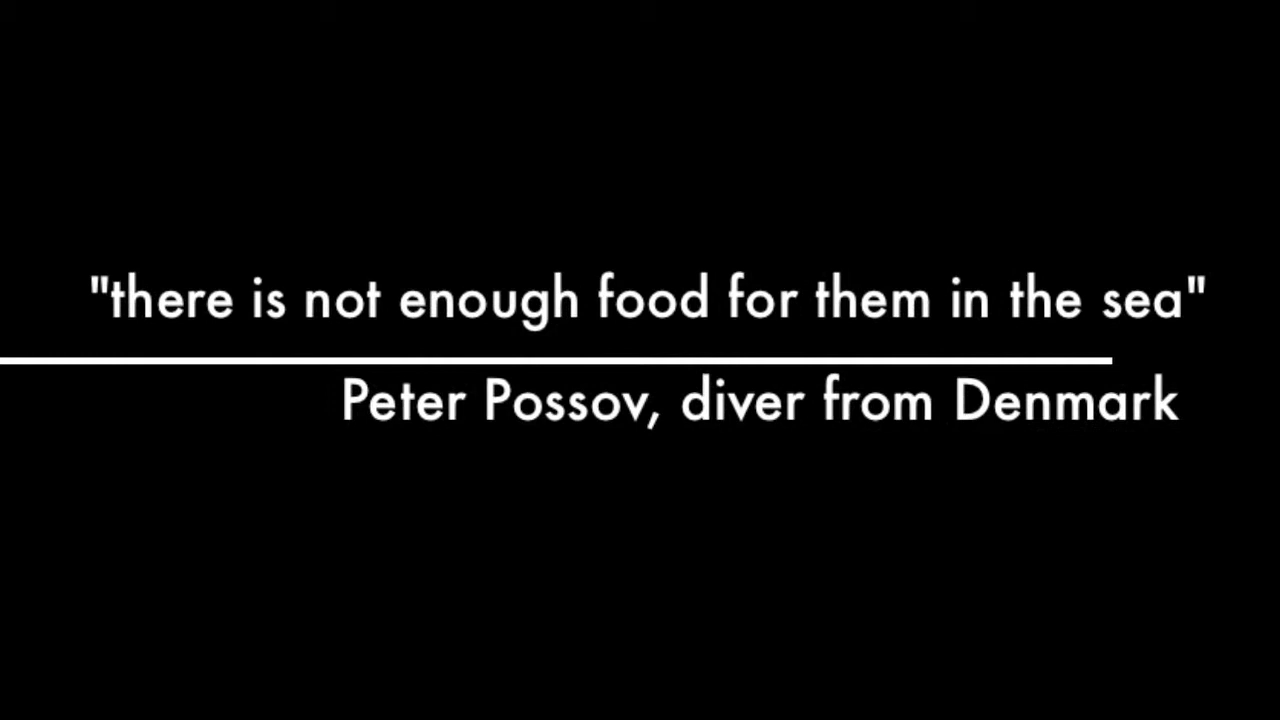 "there is not enough food for them in the sea"
Peter Possov, diver from Denmark